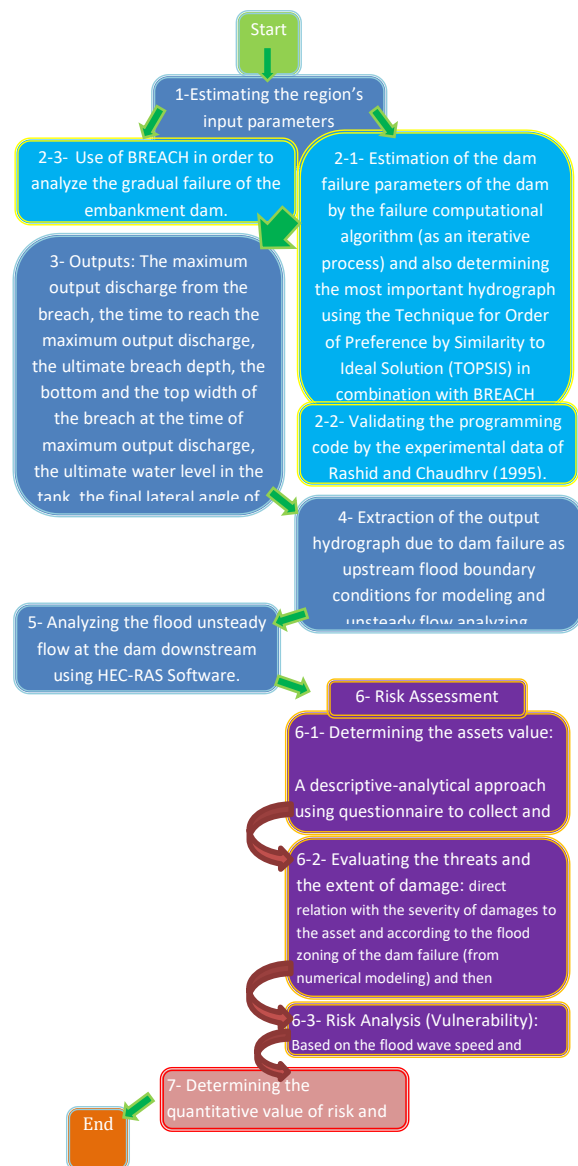 Start
1-Estimating the region's
input parameters
2-3- Use of BREACH in order to
analyze the gradual failure of the
embankment dam.
2-1- Estimation of the dam
failure parameters of the dam
by the failure computational
algorithm (as an iterative
process) and also determining
the most important hydrograph
using the Technique for Order
of Preference by Similarity to
Ideal Solution (TOPSIS) in
combination with BREACH
2-2- Validating the programming
code by the experimental data of
Rashid and Chaudhry (1995).
3- Outputs: The maximum
output discharge from the
breach, the time to reach the
maximum output discharge,
the ultimate breach depth, the
bottom and the top width of
the breach at the time of
maximum output discharge,
the ultimate water level in the
tank, the final lateral angle of
4- Extraction of the output
hydrograph due to dam failure as
upstream flood boundary
conditions for modeling and
unsteady flow analyzing
5- Analyzing the flood unsteady
flow at the dam downstream
using HEC-RAS Software.
6- Risk Assessment
6-1- Determining the assets value:
A descriptive-analytical approach
using questionnaire to collect and
6-2- Evaluating the threats and
the extent of damage: direct
relation with the severity of damages to
the asset and according to the flood
zoning of the dam failure (from
numerical modeling) and then
6-3- Risk Analysis (Vulnerability):
Based on the flood wave speed and
7- Determining the
quantitative value of risk and
End